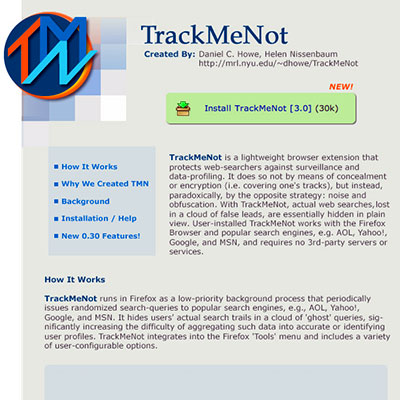 TMN
TrackMeNot
Created By: Daniel C. Howe, Helen Nissenbaum
http://mrl.nyu.edu/~dhowe/TrackMeNot
NEW!
Install TrackMeNot [3.0] (30k)
How It Works
Why We Created TMN
Background
Installation / Help
New 0.30 Features!
TrackMeNot is a lightweight browser extension that
protects web-searchers against surveillance and
data-profiling. It does so not by means of concealment
or encryption (i.e. covering one's tracks), but instead,
paradoxically, by the opposite strategy: noise and
obfuscation. With TrackMeNot, actual web searches,lost
in a cloud of false leads, are essentially hidden in plain
view. User-installed TrackMeNot works with the Firefox
Browser and popular search engines, e.g. AOL, Yahoo!,
Google, and MSN, and requires no 3rd-party servers or
services.
How It Works
TrackMeNot runs in Firefox as a low-priority background process that periodically
issues randomized search-queries to popular search engines, e.g., AOL, Yahoo!,
Google, and MSN. It hides users' actual search trails in a cloud of 'ghost' queries, sig-
nificantly increasing the difficulty of aggregating such data into accurate or identifying
user profiles. TrackMeNot integrates into the Firefox 'Tools' menu and includes a variety
of user-configurable options.